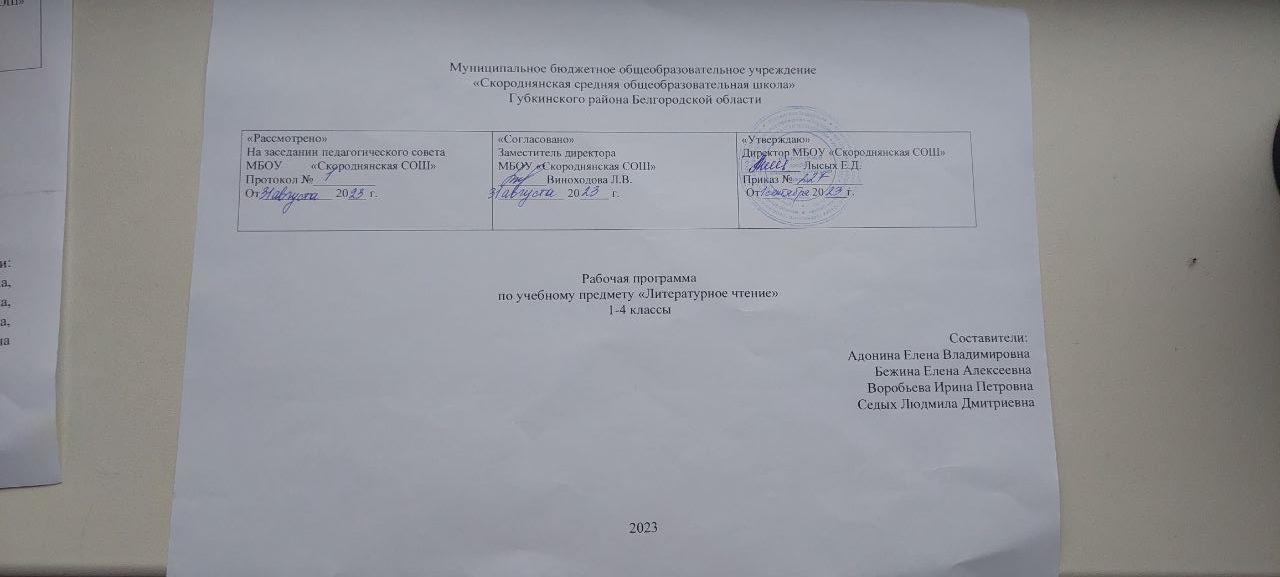 Муниципальное бюджетное общеобразовательное учреждение
«Скороднянская средняя общеобразовательная школа»
Губкинского района Белгородской области
«Рассмотрено»
На заседании педагогического совета
МБОУ «Скороднянская СОШ»
Протокол № 1
От 31 августа 2023 г.
«Согласовано»
Заместитель директора
МБОУ «Скороднянская СОШ»
Виноходова Л.В.
31 августа 2023 г.
«Утверждаю»
Директор МБОУ «Скороднянская СОШ»
Лысых Е.Д.
Приказ №
От 1 сентября 2023 г.
Рабочая программа
по учебному предмету «Литературное чтение»
1-4 классы
Составители:
Адонина Елена Владимировна
Бежина Елена Алексеевна
Воробьева Ирина Петровна
Седых Людмила Дмитриевна
2023